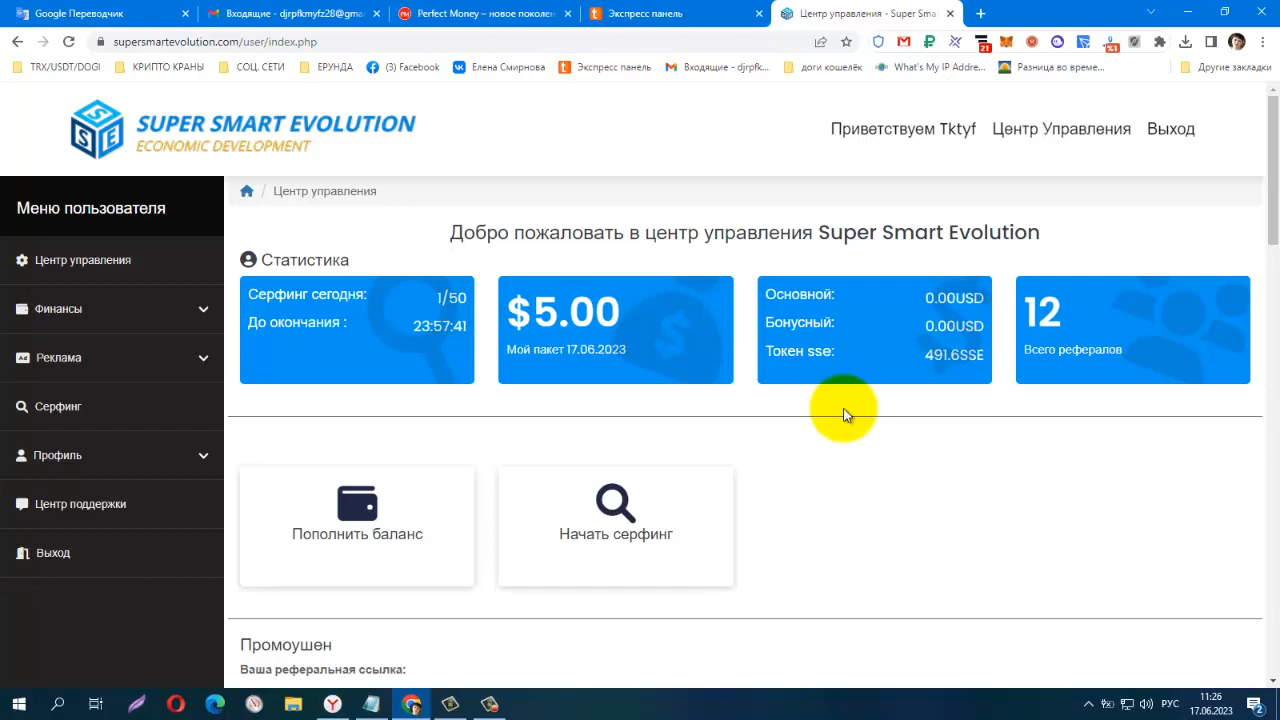 Google Переводчик
Входящие - djrpfkmyfz28@gmai
Perfect Money – новое поколен
Экспресс панель
Центр управления - Super Smar
supersmartevolution.com/user/index.php
21
%1
TRX/USDT/DOGI
КРИПТО КРАНЫ
СОЦ. СЕТИ
ЕРУНДА
(3) Facebook
Елена Смирнова
Экспресс панель
Входящие - djrpfk...
доги кошелёк
What's My IP Addre...
Разница во време...
Другие закладки
SUPER SMART EVOLUTION
ECONOMIC DEVELOPMENT
Приветствуем Tktyf
Центр Управления
Выход
Меню пользователя
Центр управления
Финансы
Реклама
Серфинг
Профиль
Центр поддержки
Выход
/ Центр управления
Добро пожаловать в центр управления Super Smart Evolution
Статистика
Серфинг сегодня: 1/50
До окончания : 23:57:41
$5.00
Мой пакет 17.06.2023
Основной: 0.00USD
Бонусный: 0.00USD
Токен sse: 491.6SSE
12
Всего рефералов
Пополнить баланс
Начать серфинг
Промоушен
Ваша реферальная ссылка:
РУС
11:26
17.06.2023
2